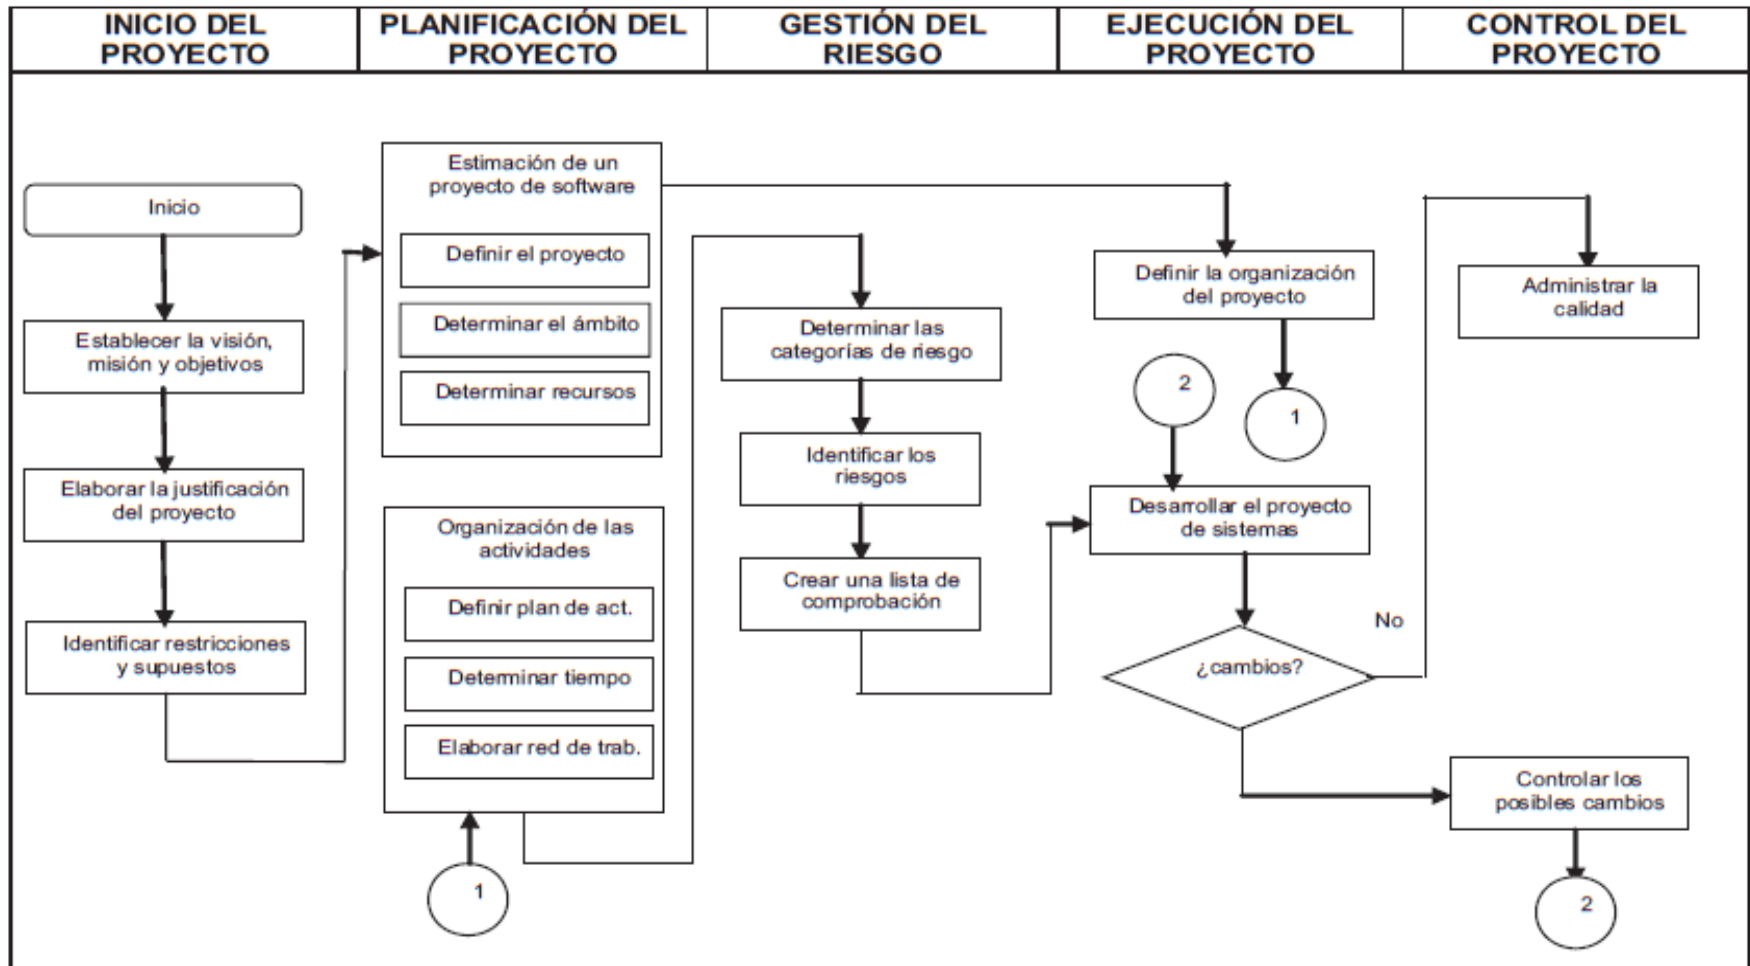 INICIO DEL
PROYECTO
PLANIFICACIÓN DEL
PROYECTO
GESTIÓN DEL
RIESGO
EJECUCIÓN DEL
PROYECTO
CONTROL DEL
PROYECTO
Inicio
Establecer la visión,
misión y objetivos
Elaborar la justificación
del proyecto
Identificar restricciones
y supuestos
Estimación de un
proyecto de software
Definir el proyecto
Determinar el ámbito
Determinar recursos
Organización de las
actividades
Definir plan de act.
Determinar tiempo
Elaborar red de trab.
1
Determinar las
categorías de riesgo
Identificar los
riesgos
Crear una lista de
comprobación
Definir la organización
del proyecto
1
2
Desarrollar el proyecto
de sistemas
¿cambios?
No
Administrar la
calidad
Controlar los
posibles cambios
2